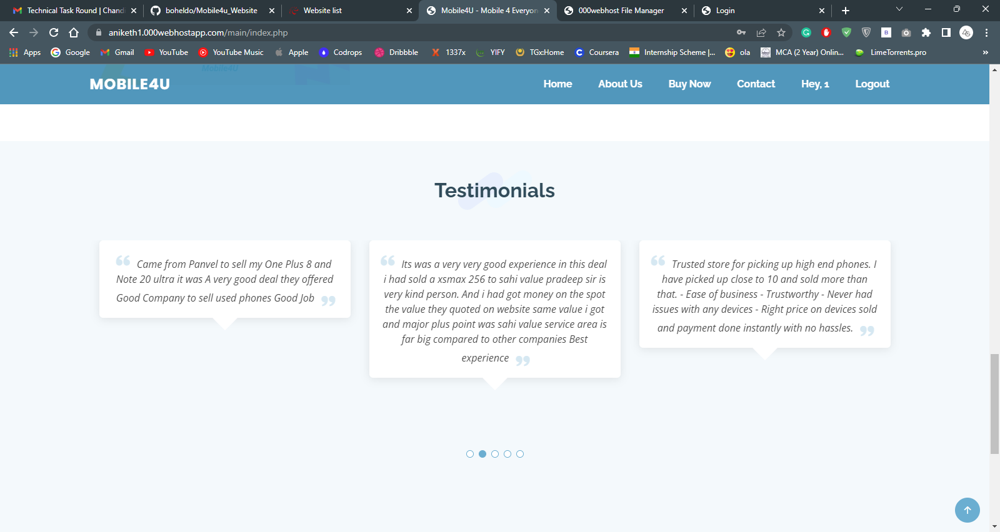 Technical Task Round | Chandi
boheldo/Mobile4u_Website
Website list
Mobile4U - Mobile 4 Everyon
000webhost File Manager
Login
aniketh1.000webhostapp.com/main/index.php
Apps
Google
Gmail
YouTube
YouTube Music
Apple
Codrops
Dribbble
1337x
YIFY
TGx:Home
Coursera
Internship Scheme |...
ola
MCA (2 Year) Onlin...
LimeTorrents.pro
»
Mobile4U
MOBILE4U
Home
About Us
Buy Now
Contact
Hey, 1
Logout
Testimonials
“ Came from Panvel to sell my One Plus 8 and
Note 20 ultra it was A very good deal they offered
Good Company to sell used phones Good Job ”
“ Its was a very very good experience in this deal
i had sold a xsmax 256 to sahi value pradeep sir is
very kind person. And i had got money on the spot
the value they quoted on website same value i got
and major plus point was sahi value service area is
far big compared to other companies Best
experience ”
“ Trusted store for picking up high end phones. I
have picked up close to 10 and sold more than
that. - Ease of business - Trustworthy - Never had
issues with any devices - Right price on devices sold
and payment done instantly with no hassles. ”